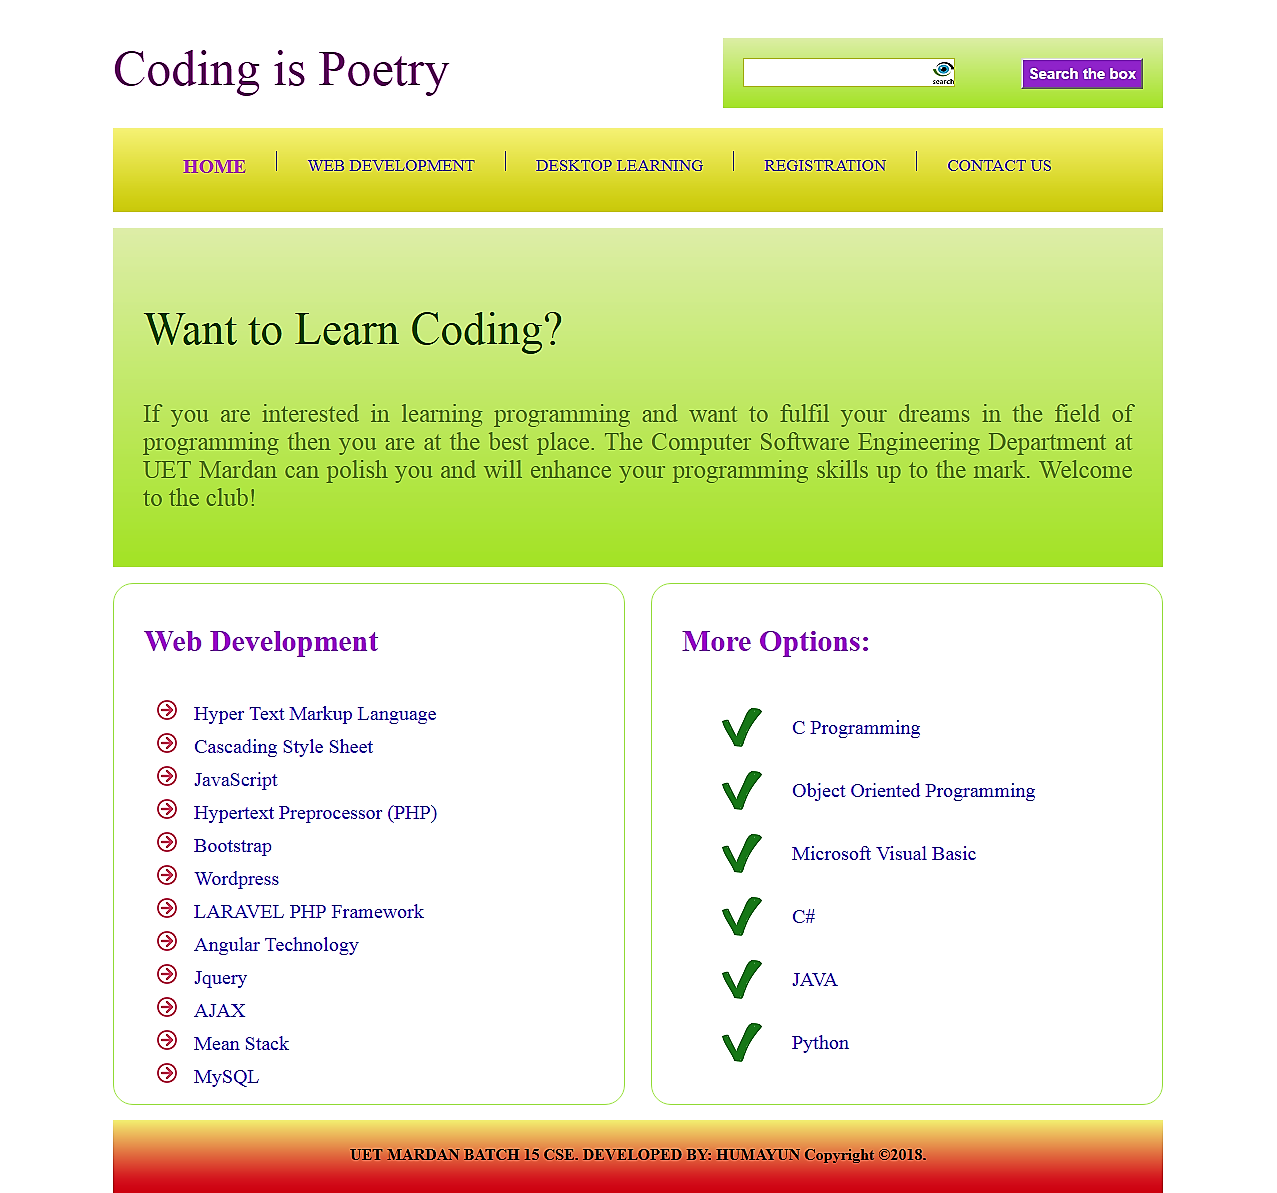 Coding is Poetry
search
Search the box
HOME
WEB DEVELOPMENT
DESKTOP LEARNING
REGISTRATION
CONTACT US
Want to Learn Coding?
If you are interested in learning programming and want to fulfil your dreams in the field of
programming then you are at the best place. The Computer Software Engineering Department at
UET Mardan can polish you and will enhance your programming skills up to the mark. Welcome
to the club!
Web Development
Hyper Text Markup Language
Cascading Style Sheet
JavaScript
Hypertext Preprocessor (PHP)
Bootstrap
Wordpress
LARAVEL PHP Framework
Angular Technology
Jquery
AJAX
Mean Stack
MySQL
More Options:
C Programming
Object Oriented Programming
Microsoft Visual Basic
C#
JAVA
Python
UET MARDAN BATCH 15 CSE. DEVELOPED BY: HUMAYUN Copyright ©2018.